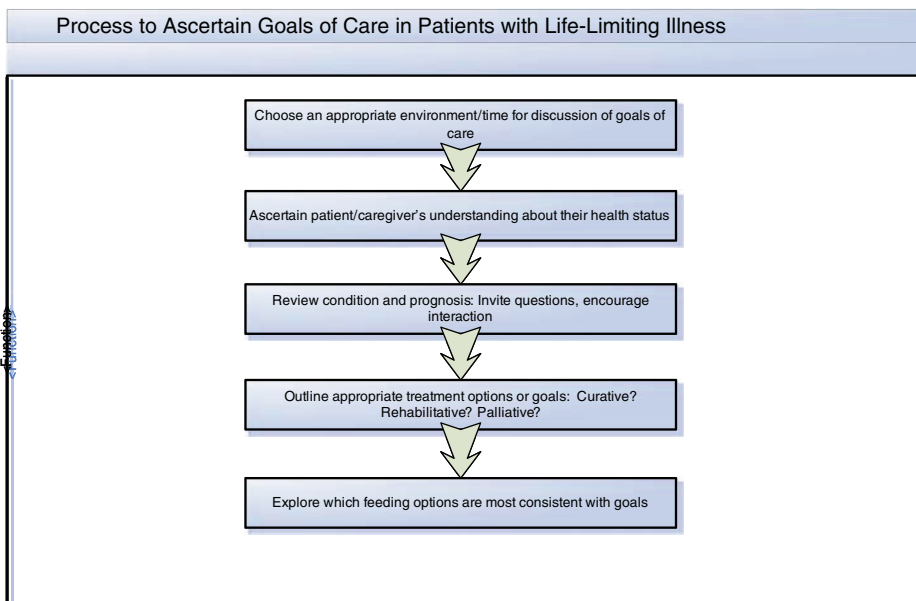 Process to Ascertain Goals of Care in Patients with Life-Limiting Illness
Choose an appropriate environment/time for discussion of goals of
care
Ascertain patient/caregiver's understanding about their health status
Review condition and prognosis: Invite questions, encourage
interaction
Outline appropriate treatment options or goals: Curative?
Rehabilitative? Palliative?
Explore which feeding options are most consistent with goals
<Function>
<Function>